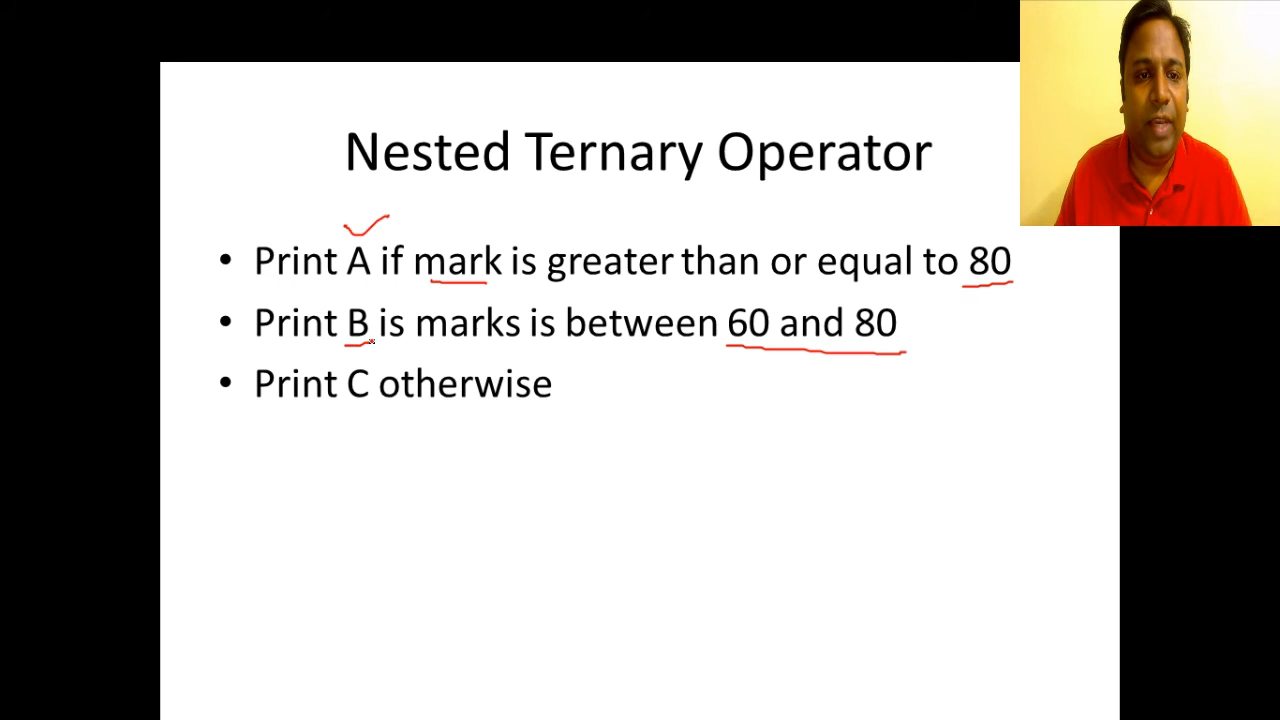 Nested Ternary Operator
• Print A if mark is greater than or equal to 80
• Print B is marks is between 60 and 80
• Print C otherwise